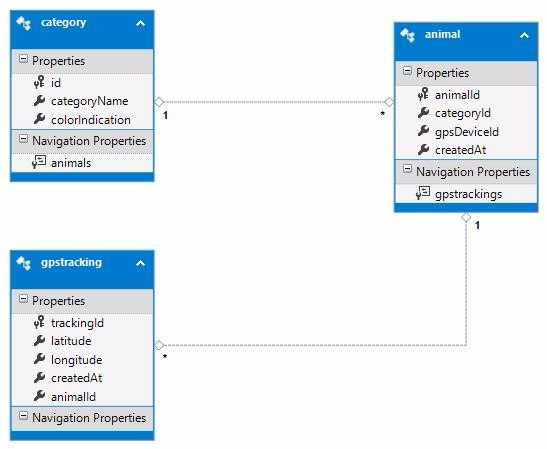 category
Properties
id
categoryName
colorIndication
Navigation Properties
animals
1
*
animal
Properties
animalId
categoryId
gpsDeviceId
createdAt
Navigation Properties
gpstrackings
1
gpstracking
Properties
trackingId
latitude
longitude
createdAt
animalId
Navigation Properties
*